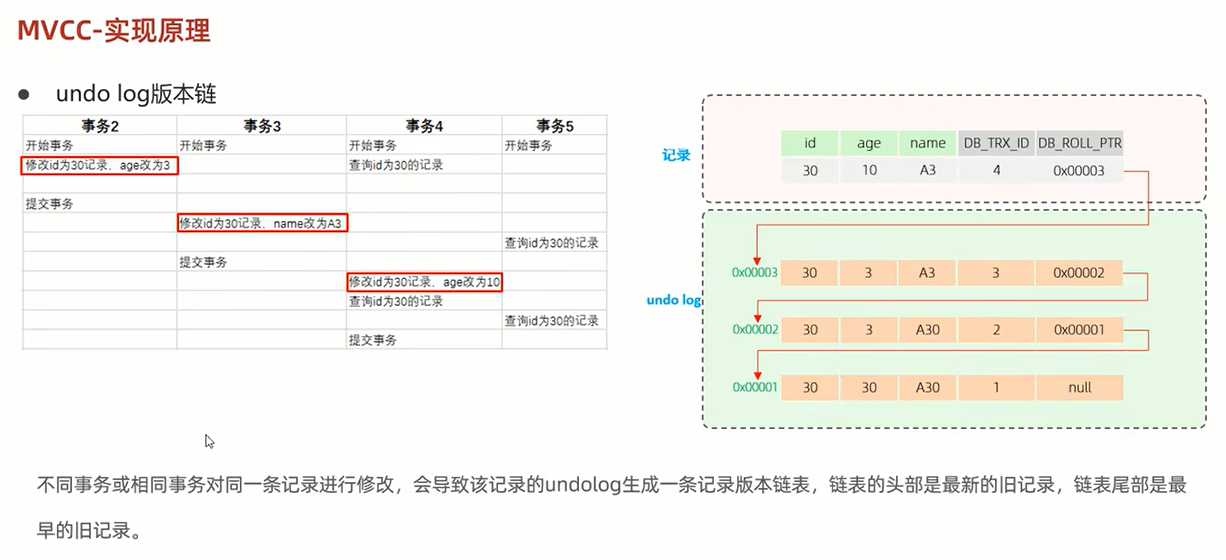 MVCC-实现原理
● undo log版本链
事务2 事务3 事务4 事务5
开始事务 开始事务 开始事务 开始事务
修改id为30记录，age改为3 查询id为30的记录
提交事务
修改id为30记录，name改为A3
查询id为30的记录
提交事务
修改id为30记录，age改为10
查询id为30的记录
查询id为30的记录
提交事务
记录
id age name DB_TRX_ID DB_ROLL_PTR
30 10 A3 4 0x00003
undo log
0x00003 30 3 A3 3 0x00002
0x00002 30 3 A30 2 0x00001
0x00001 30 30 A30 1 null
不同事务或相同事务对同一条记录进行修改，会导致该记录的undolog生成一条记录版本链表，链表的头部是最新的旧记录，链表尾部是最
早的旧记录。